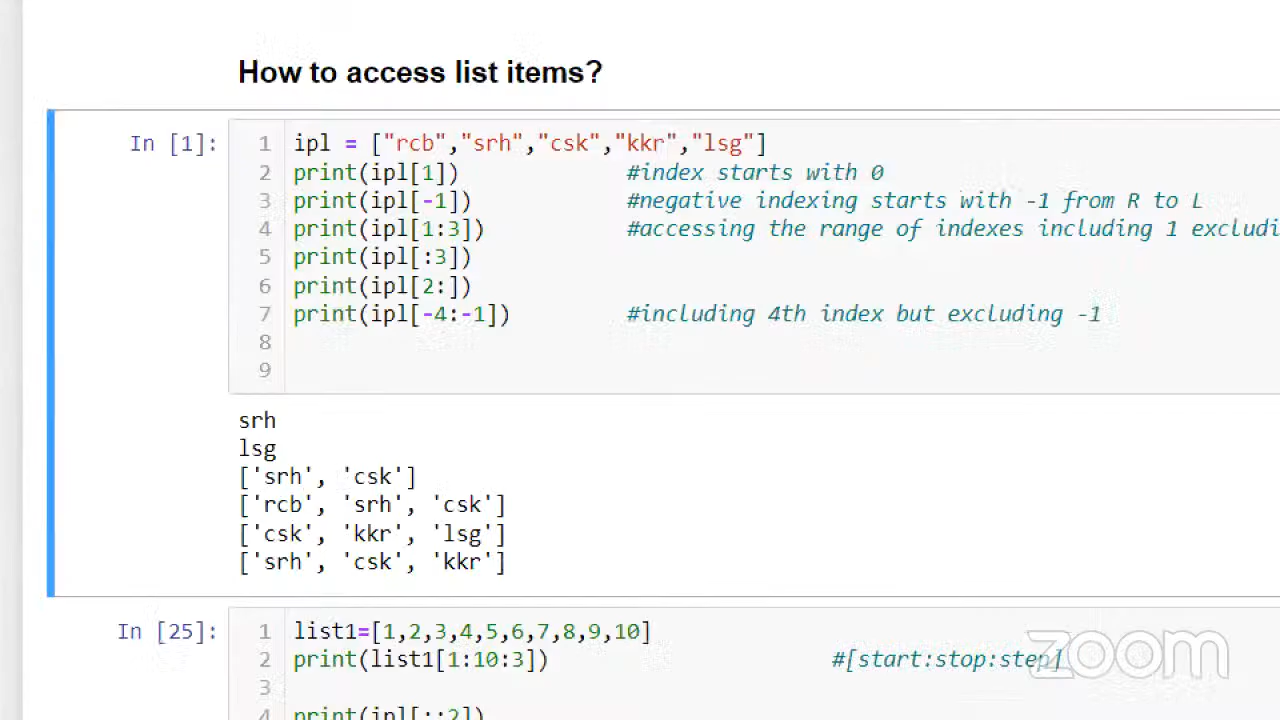 How to access list items?
In [1]:
1 ipl = ["rcb","srh","csk","kkr","lsg"]
2 print(ipl[1]) #index starts with 0
3 print(ipl[-1]) #negative indexing starts with -1 from R to L
4 print(ipl[1:3]) #accessing the range of indexes including 1 excludi
5 print(ipl[:3])
6 print(ipl[2:])
7 print(ipl[-4:-1]) #including 4th index but excluding -1
8
9
srh
lsg
['srh', 'csk']
['rcb', 'srh', 'csk']
['csk', 'kkr', 'lsg']
['srh', 'csk', 'kkr']
In [25]:
1 list1=[1,2,3,4,5,6,7,8,9,10]
2 print(list1[1:10:3]) #[start:stop:step]
3
4 print(ipl[::2])
zoom